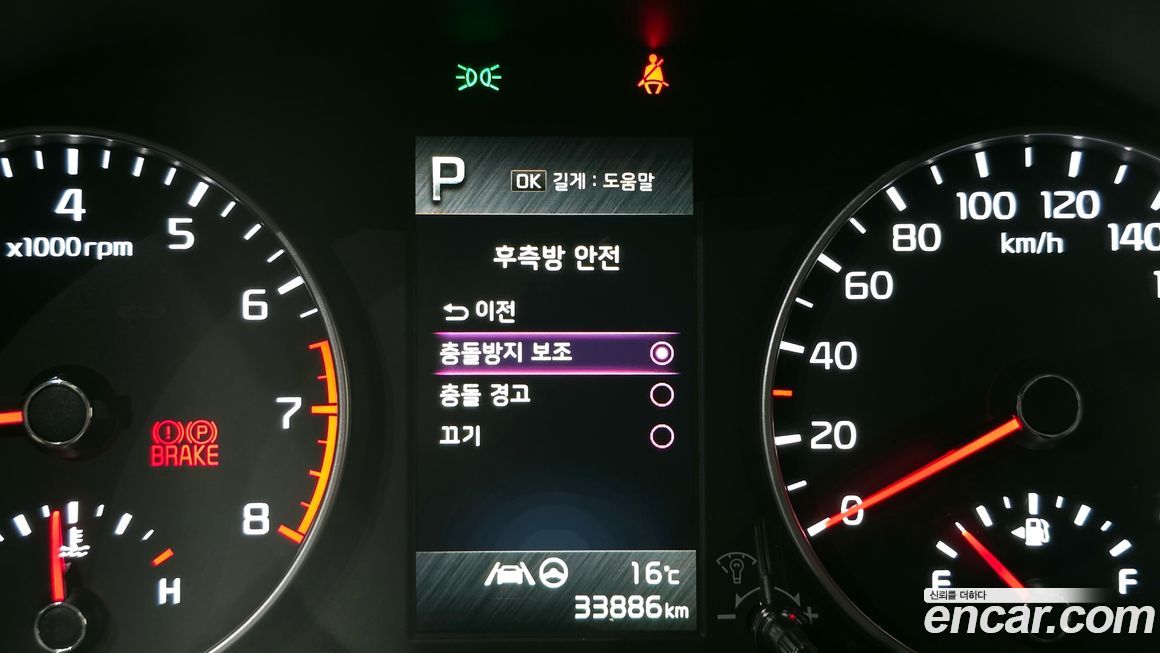 4
5
x1000rpm
6
7
8
BRAKE
H
P
OK 길게 : 도움말
후측방 안전
이전
충돌방지 보조
충돌 경고
끄기
16℃
33886km
0
20
40
60
80
100
120
140
km/h
E
F
신뢰를 더하다
encar.com